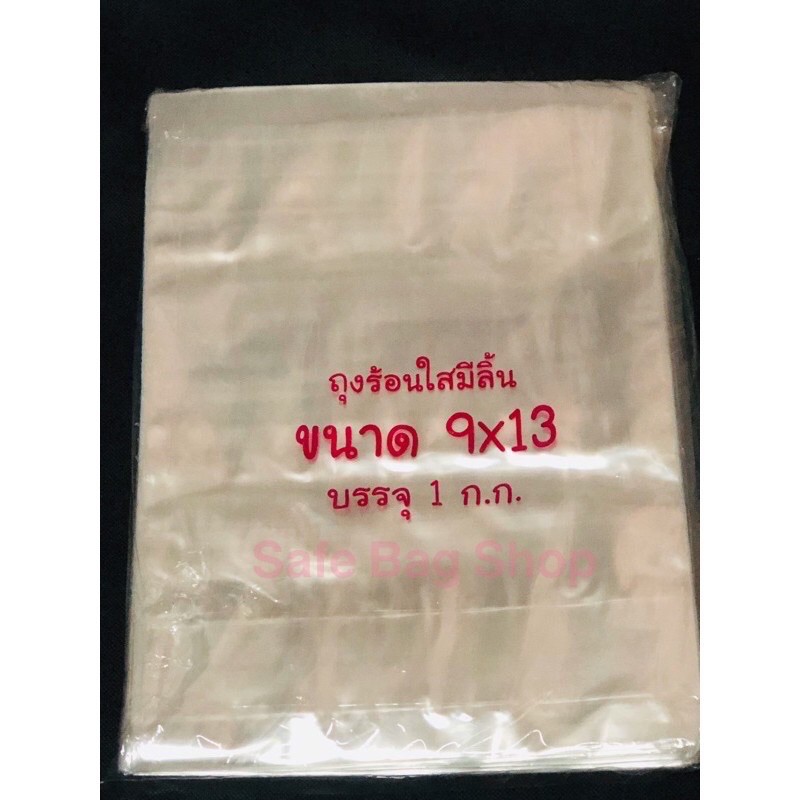 ถุงร้อนใสมีลิ้น
ขนาด 9x13
บรรจุ 1 ก.ก.
Safe Bag Shop